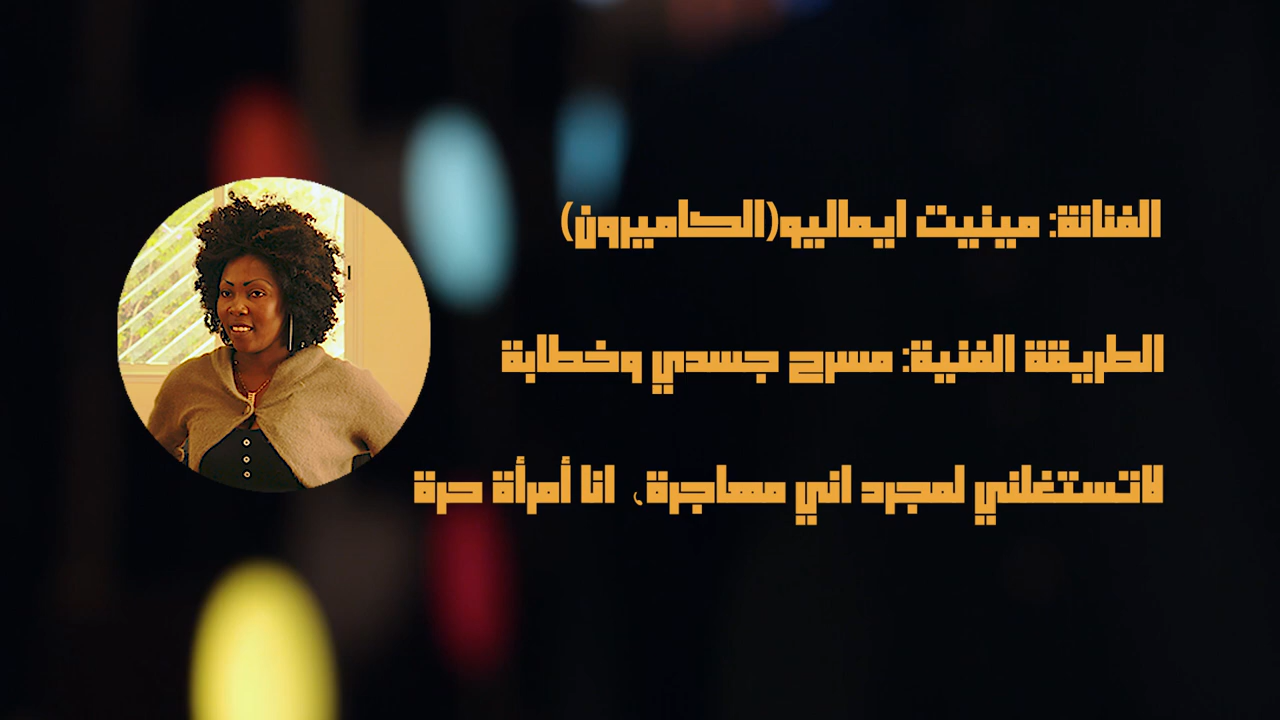 الفنانة: مينيت ايماليو(الكاميرون)
الطريقة الفنية: مسرح جسدي وخطابة
لاتستغلني لمجرد اني مهاجرة، انا أمرأة حرة